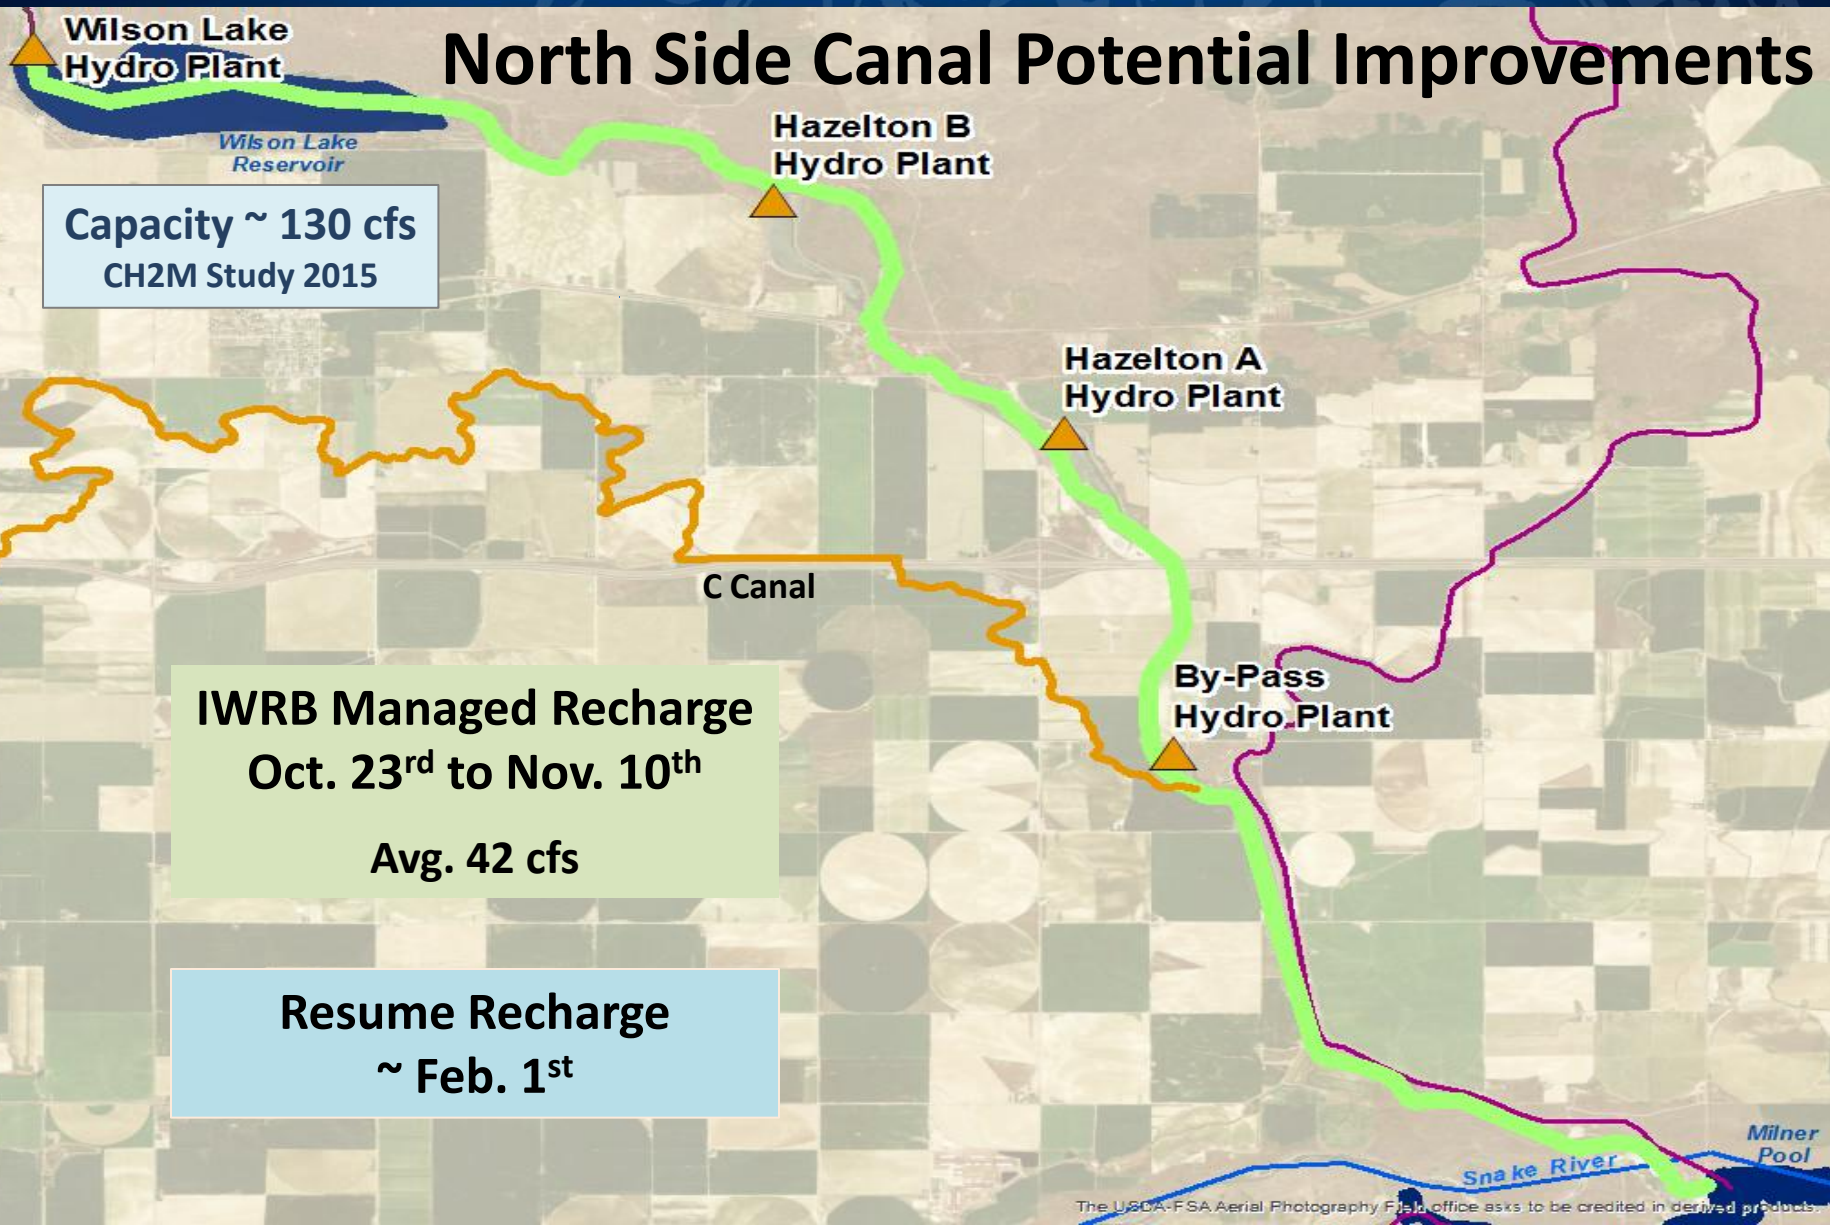 North Side Canal Potential Improvements
Wilson Lake
Hydro Plant
Wilson Lake
Reservoir
Hazelton B
Hydro Plant
Capacity ~ 130 cfs
CH2M Study 2015
Hazelton A
Hydro Plant
C Canal
By-Pass
Hydro Plant
IWRB Managed Recharge
Oct. 23rd to Nov. 10th
Avg. 42 cfs
Resume Recharge
~ Feb. 1st
Milner
Pool
Snake River
The USDA-FSA Aerial Photography Field office asks to be credited in derived products.